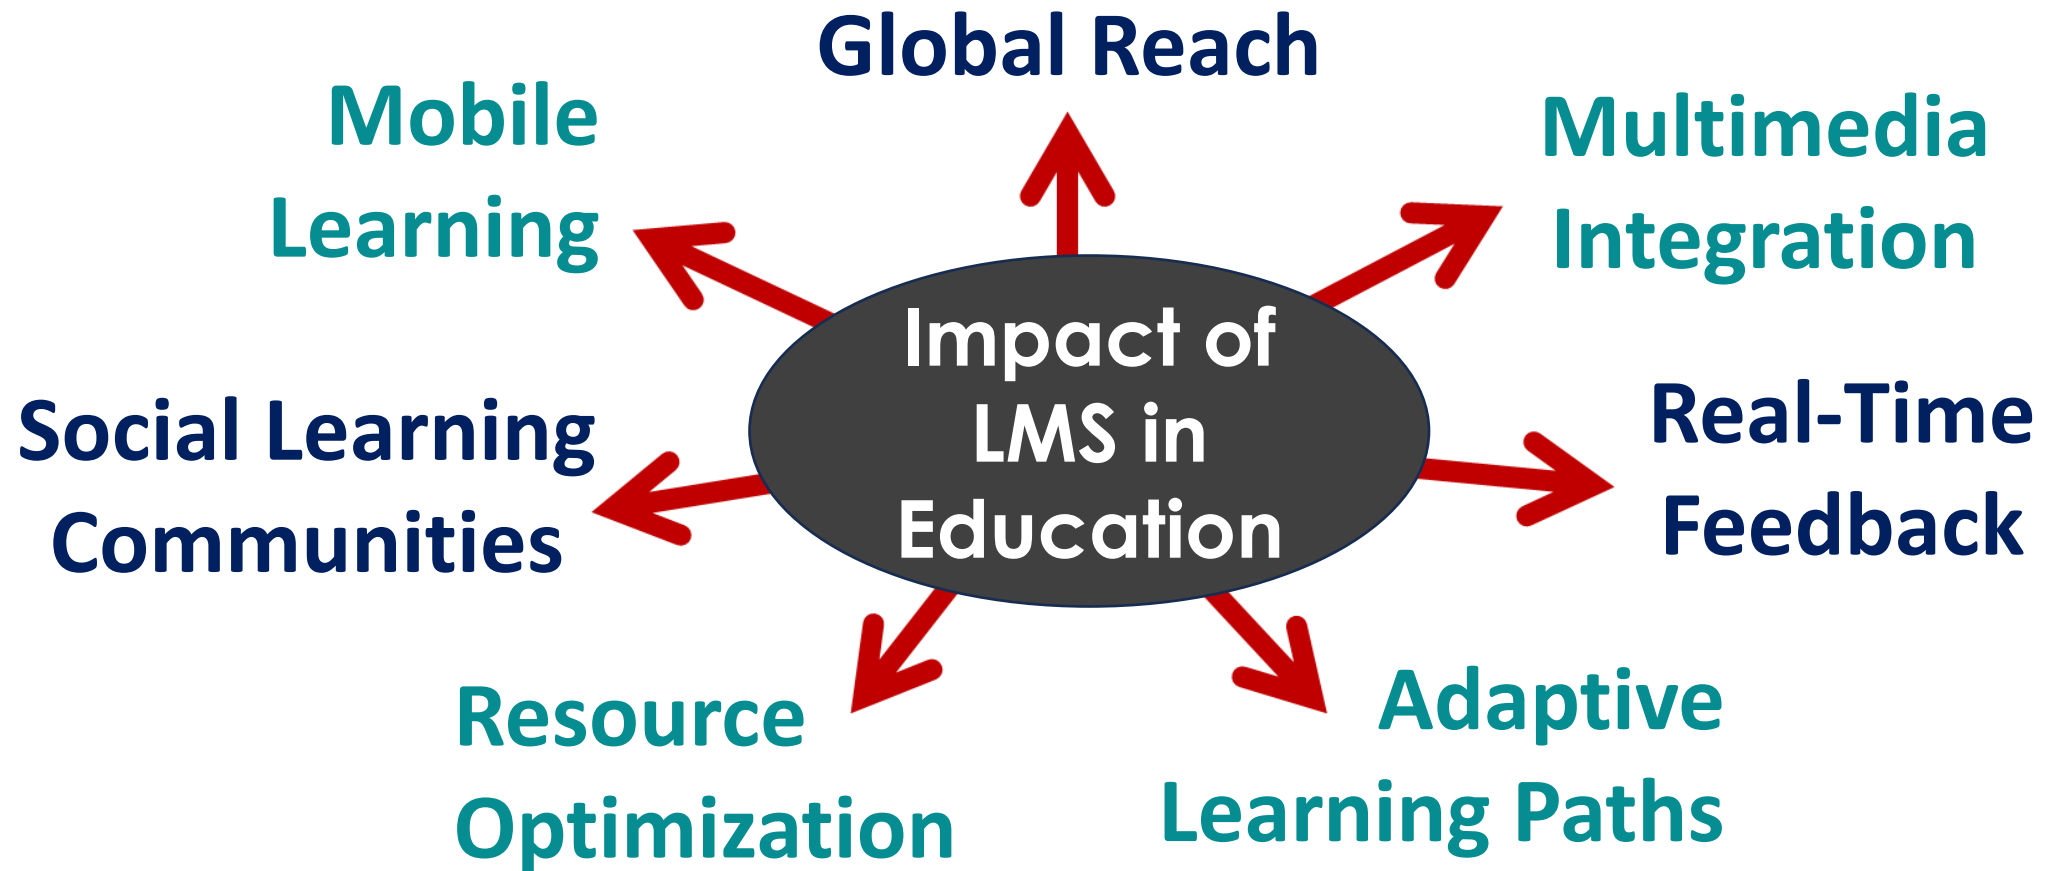 Global Reach
Mobile
Learning
Multimedia
Integration
Impact of
LMS in
Education
Social Learning
Communities
Real-Time
Feedback
Resource
Optimization
Adaptive
Learning Paths